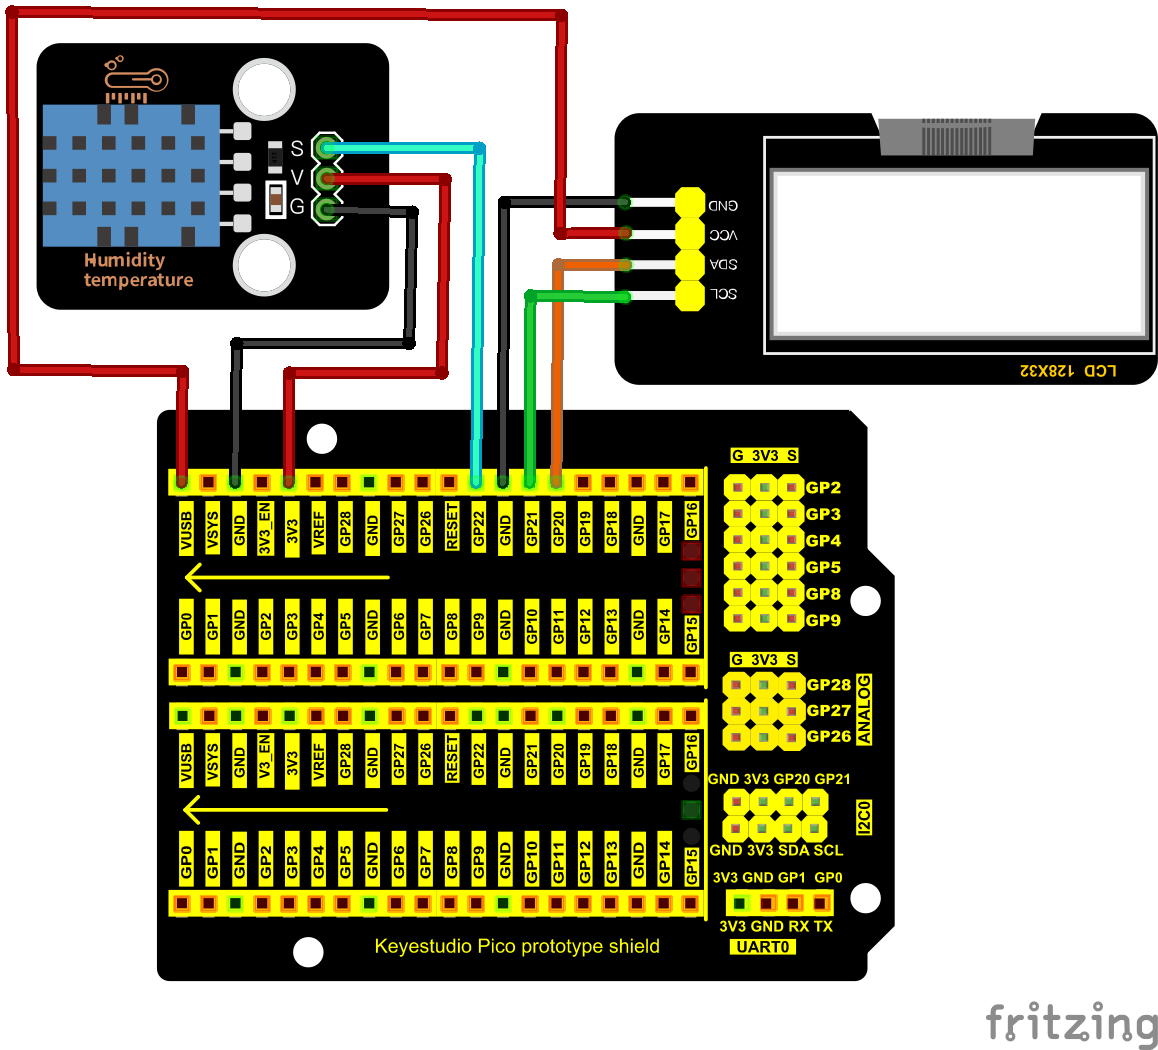 S
V
G
Humidity
temperature
GND
VCC
SDA
SCL
LCD 128X32
G 3V3 S
GP2
GP3
GP4
GP5
GP8
GP9
VUSB VSYS GND 3V3_EN 3V3 VREF GP28 GND GP27 GP26 RESET GP22 GND GP21 GP20 GP19 GP18 GND GP17 GP16
GP0 GP1 GND GP2 GP3 GP4 GP5 GND GP6 GP7 GP8 GP9 GND GP10 GP11 GP12 GP13 GND GP14 GP15
G 3V3 S
GP28
GP27
GP26
ANALOG
VUSB VSYS GND V3_EN 3V3 VREF GP28 GND GP27 GP26 RESET GP22 GND GP21 GP20 GP19 GP18 GND GP17 GP16
GP0 GP1 GND GP2 GP3 GP4 GP5 GND GP6 GP7 GP8 GP9 GND GP10 GP11 GP12 GP13 GND GP14 GP15
GND 3V3 GP20 GP21
I2C0
GND 3V3 SDA SCL
3V3 GND GP1 GP0
3V3 GND RX TX
UART0
Keyestudio Pico prototype shield
fritzing